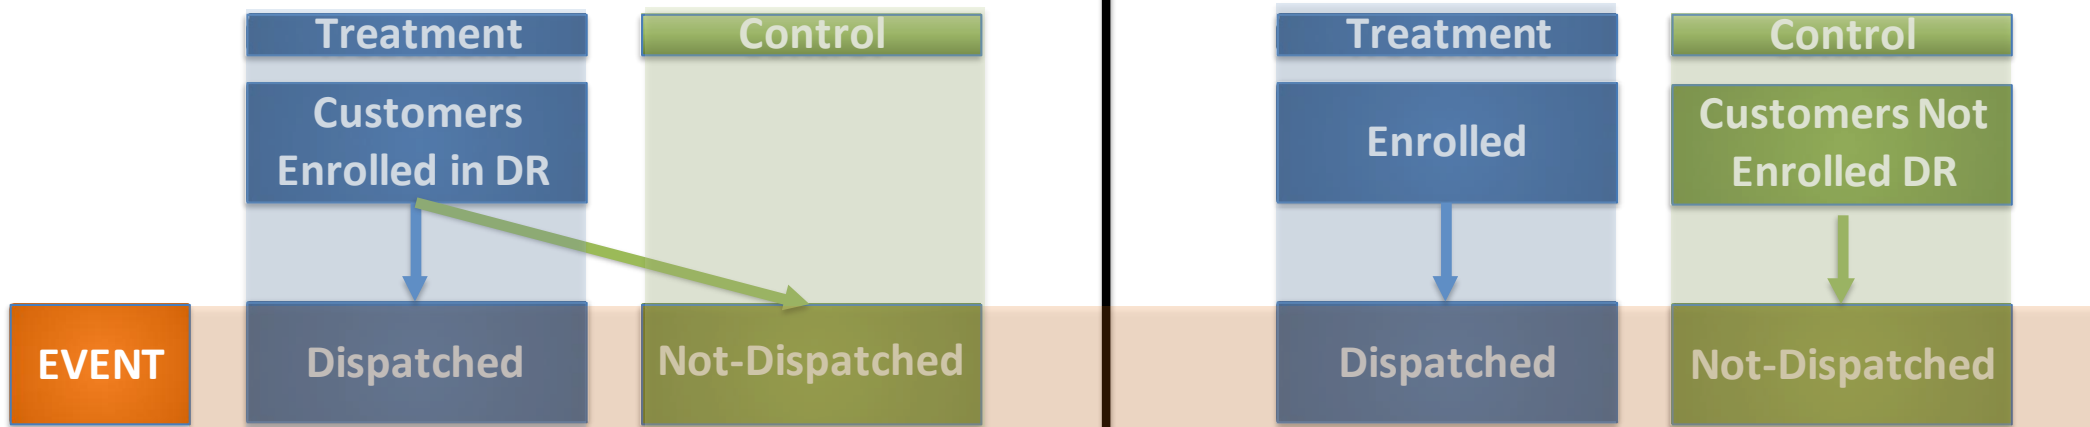 Treatment
Control
Customers
Enrolled in DR
EVENT
Dispatched
Not-Dispatched
Treatment
Control
Enrolled
Customers Not
Enrolled DR
Dispatched
Not-Dispatched